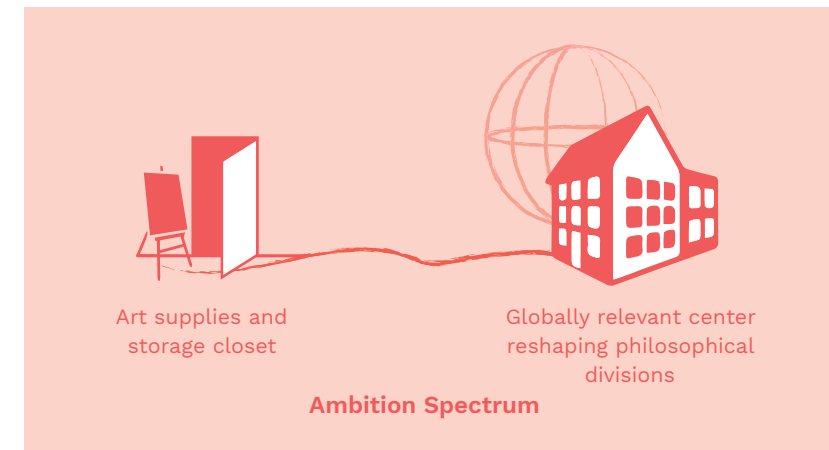 Art supplies and
storage closet
Globally relevant center
reshaping philosophical
divisions
Ambition Spectrum